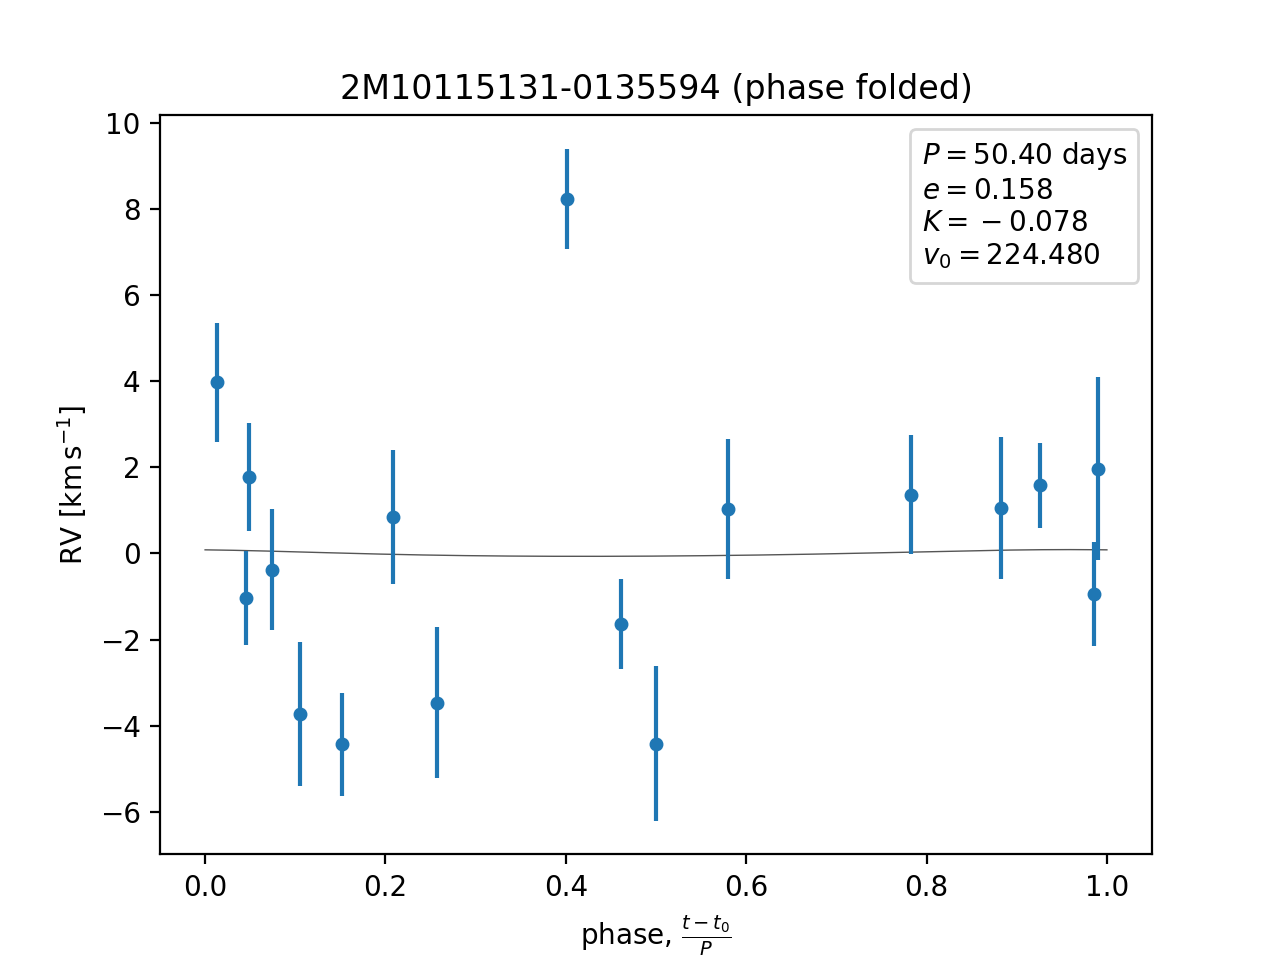 2M10115131-0135594 (phase folded)
P = 50.40 days
e = 0.158
K = −0.078
v₀ = 224.480
10
8
6
4
2
0
−2
−4
−6
RV [km s⁻¹]
0.0 0.2 0.4 0.6 0.8 1.0
phase, (t − t₀)/P